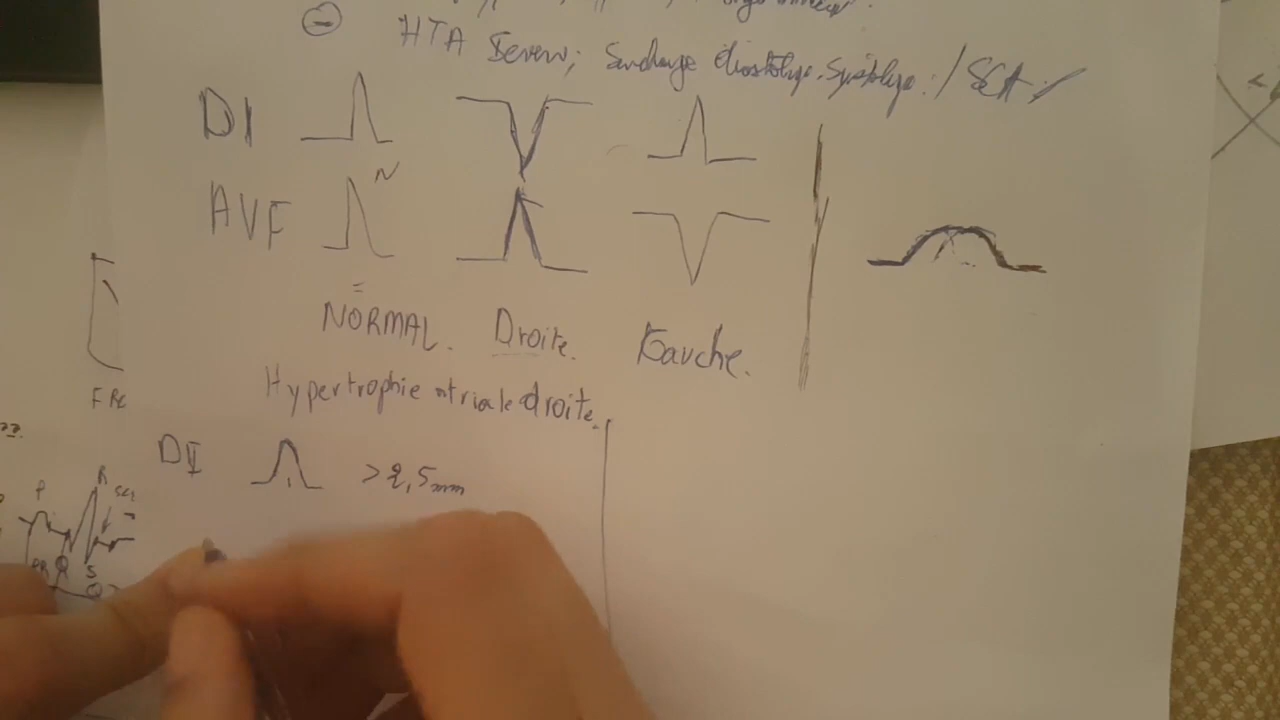 HTA Severe; Surcharge diastolique. Systolique. / SCA /
DI
AVF N
NORMAL. Droite. Gauche.
Hypertrophie atriale droite.
DII >2,5mm
P R
S